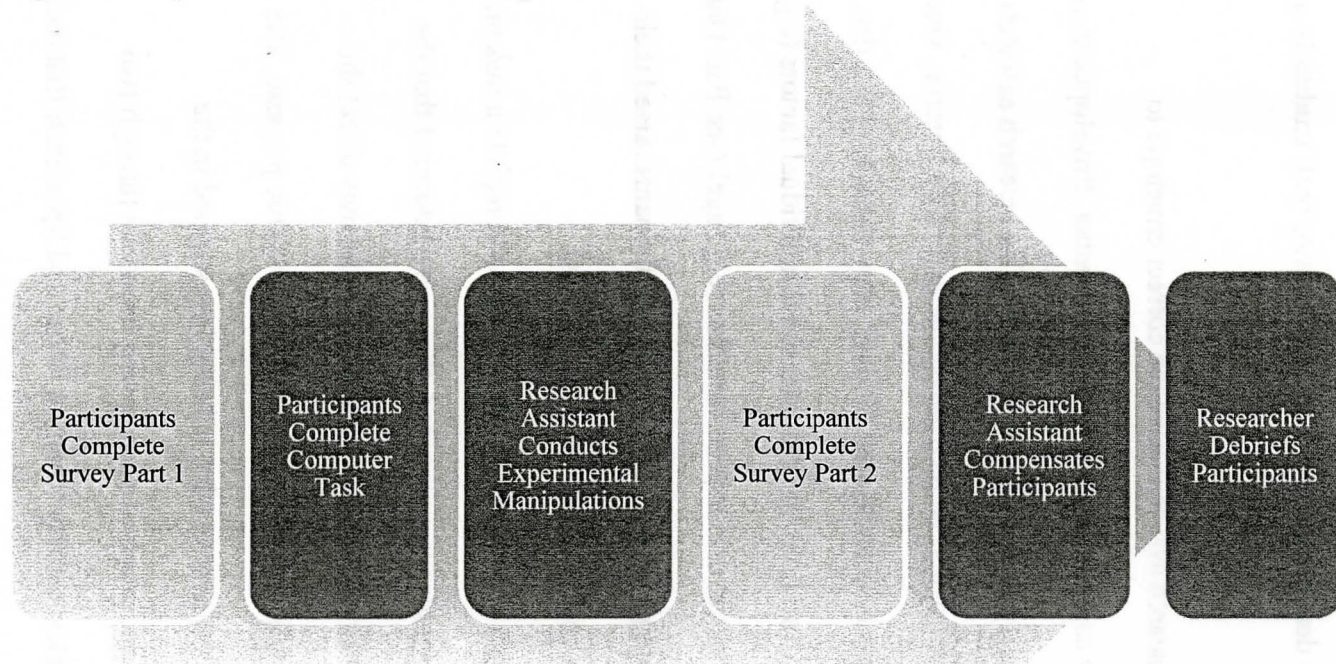 Participants
Complete
Survey Part 1
Participants
Complete
Computer
Task
Research
Assistant
Conducts
Experimental
Manipulations
Participants
Complete
Survey Part 2
Research
Assistant
Compensates
Participants
Researcher
Debriefs
Participants